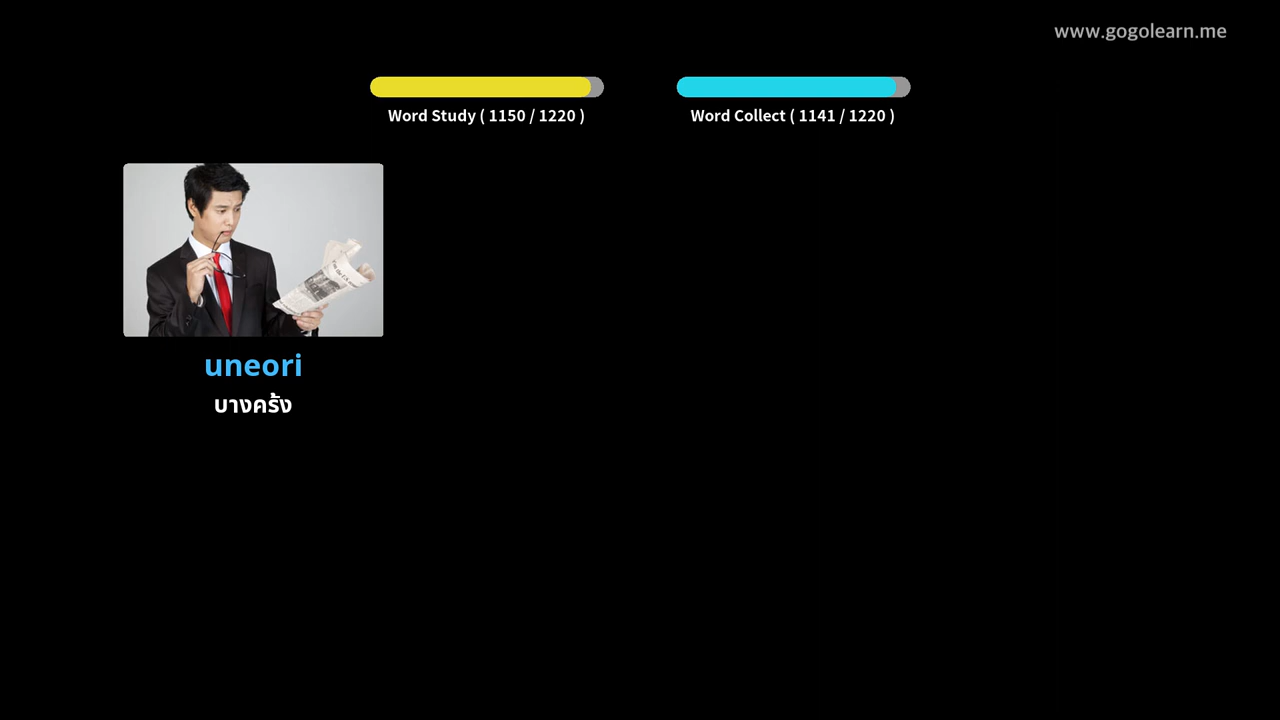 www.gogolearn.me
Word Study ( 1150 / 1220 )
Word Collect ( 1141 / 1220 )
uneori
บางครั้ง